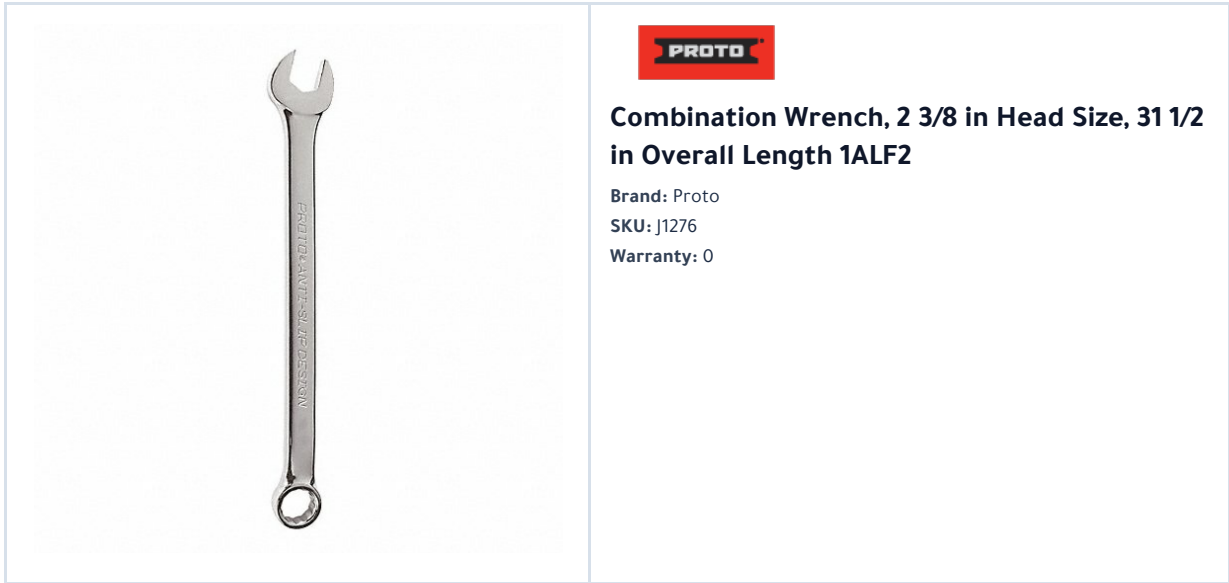 PROTO® ANTI-SLIP DESIGN
PROTO
Combination Wrench, 2 3/8 in Head Size, 31 1/2
in Overall Length 1ALF2
Brand: Proto
SKU: J1276
Warranty: 0